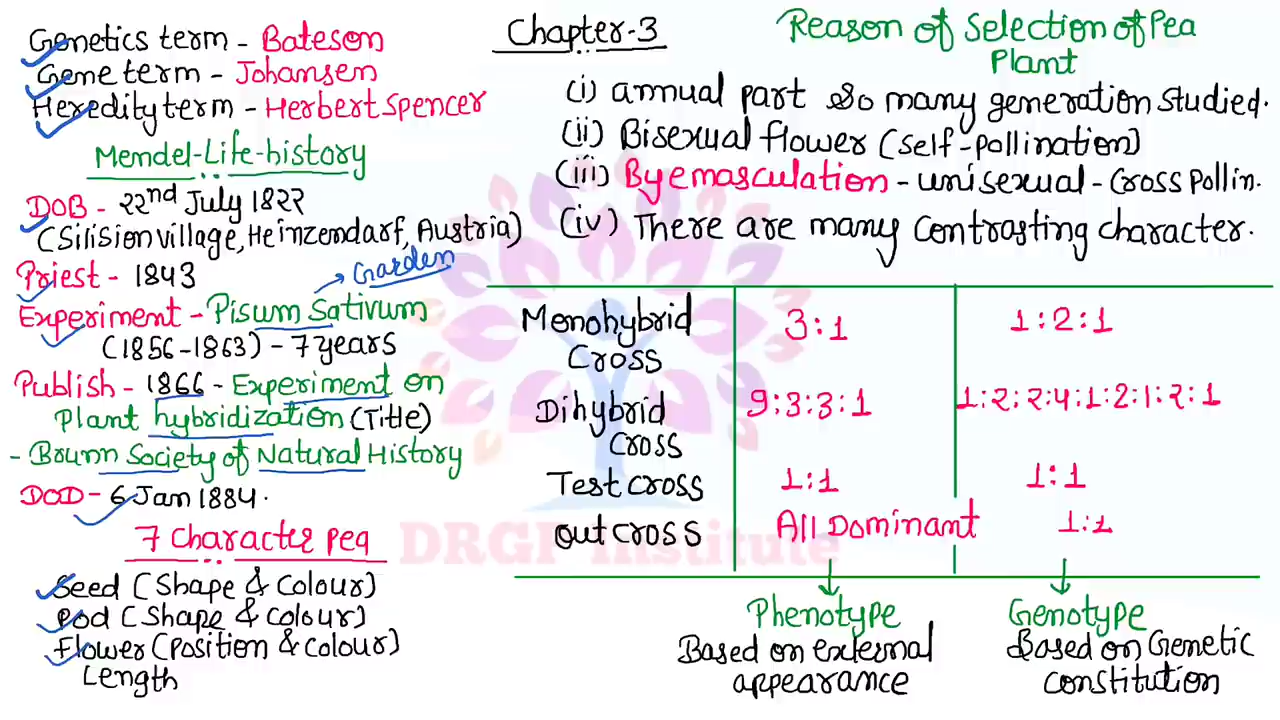 Genetics term - Bateson
Gene term - Johansen
Heredity term - Herbert Spencer
Mendel-Life-history
DOB - 22nd July 1822
(Silision village, Heinzendarf, Austria)
Priest - 1843
Garden
Experiment - Pisum Sativum
(1856-1863) - 7 years
Publish - 1866 - Experiment on
Plant hybridization (Title)
- Brunn Society of Natural History
DOD - 6 Jan 1884.
7 Character pea
Seed (Shape & Colour)
Pod (Shape & Colour)
Flower (Position & Colour)
Length
Chapter-3
Reason of Selection of Pea
Plant
(i) annual part so many generation studied.
(ii) Bisexual flower (self-pollination)
(iii) By emasculation - unisexual - Cross Pollin.
(iv) There are many contrasting character.
Monohybrid Cross 3:1 1:2:1
Dihybrid Cross 9:3:3:1 1:2:2:4:1:2:1:2:1
Test cross 1:1 1:1
out cross All Dominant 1:1
Phenotype Genotype
Based on external Based on Genetic
appearance constitution
DRGP Institute